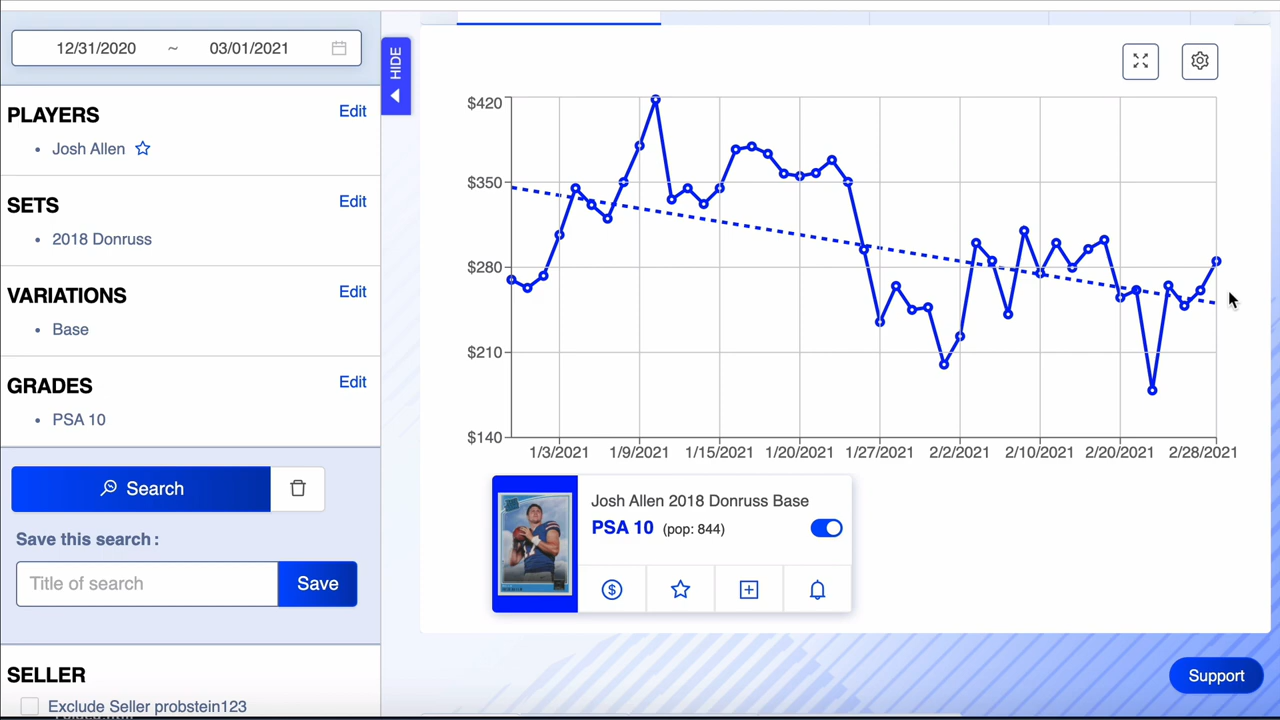 12/31/2020 ~ 03/01/2021
HIDE
PLAYERS Edit
Josh Allen
SETS Edit
2018 Donruss
VARIATIONS Edit
Base
GRADES Edit
PSA 10
Search
Save this search :
Title of search
Save
SELLER
Exclude Seller probstein123
$420
$350
$280
$210
$140
1/3/2021 1/9/2021 1/15/2021 1/20/2021 1/27/2021 2/2/2021 2/10/2021 2/20/2021 2/28/2021
Josh Allen 2018 Donruss Base
PSA 10 (pop: 844)
Support